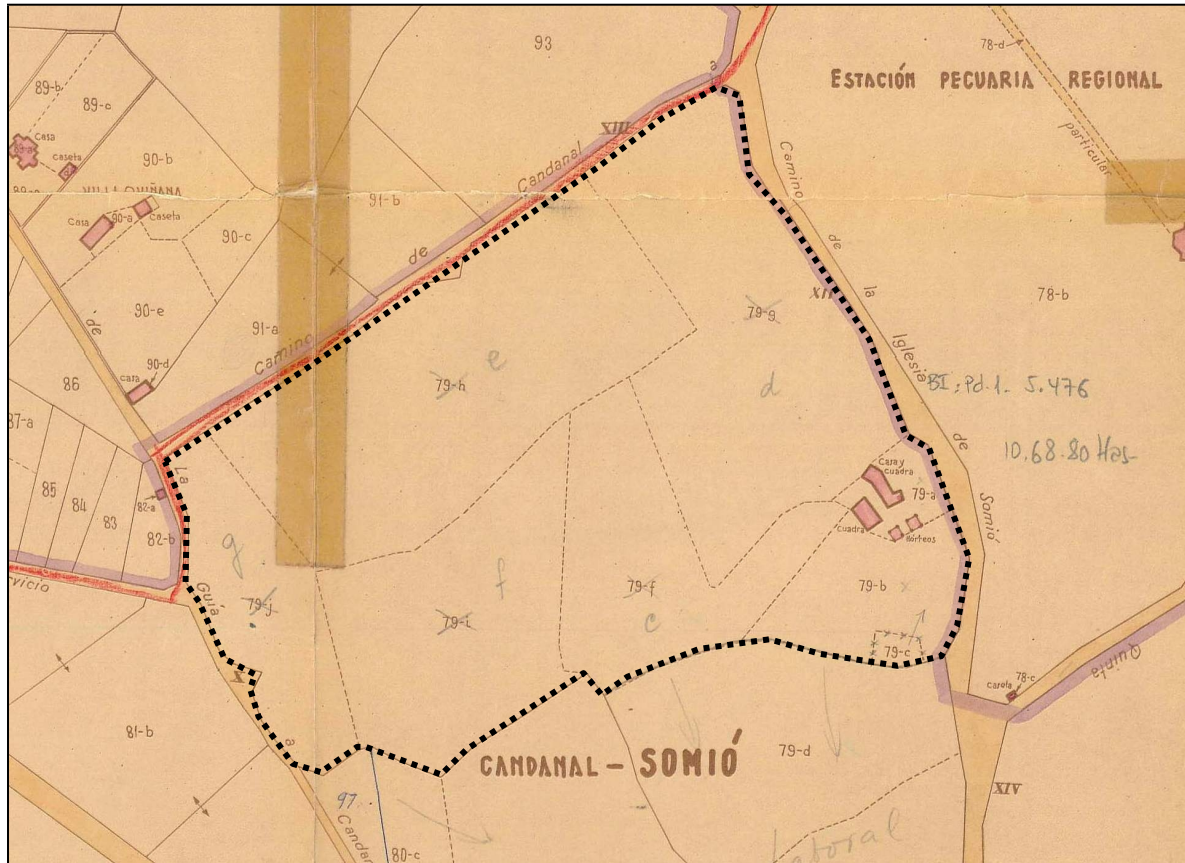 93
78-d
ESTACIÓN PECUARIA REGIONAL
89-b
89-c
a
XIII
particular
Casa
caseta
90-b
Candanal
Camino
VILLA QUIÑANA
91-b
Casa
90-a
Caseta
90-c
de
de
la
79-g
XII
78-b
90-e
91-a
de
Camino
Iglesia
e
86
90-d
casa
79-h
d
BI: Pd.1- 5.476
87-a
de
10.68.80 Has-
La
Casa y
cuadra
85
84
83
82-a
79-a
Somió
cuadra
Hórreos
82-b
g
f
79-f
79-b
Guía
79-j
79-i
c
79-c
X
78-c
caseta
Quinta
81-b
a
CANDANAL - SOMIÓ
79-d
XIV
97
80-c
Laboral